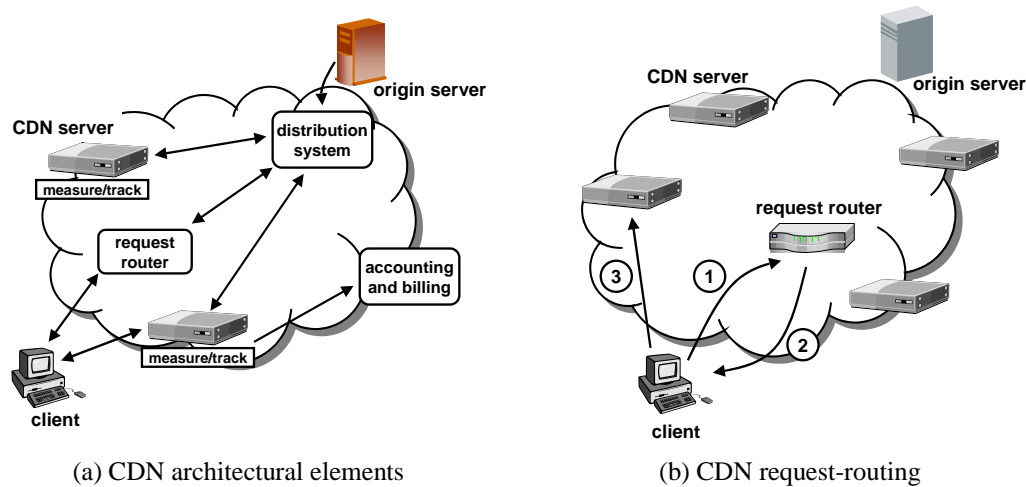 origin server
CDN server
distribution
system
measure/track
request
router
accounting
and billing
measure/track
client
(a) CDN architectural elements
origin server
CDN server
request router
3
1
2
client
(b) CDN request-routing